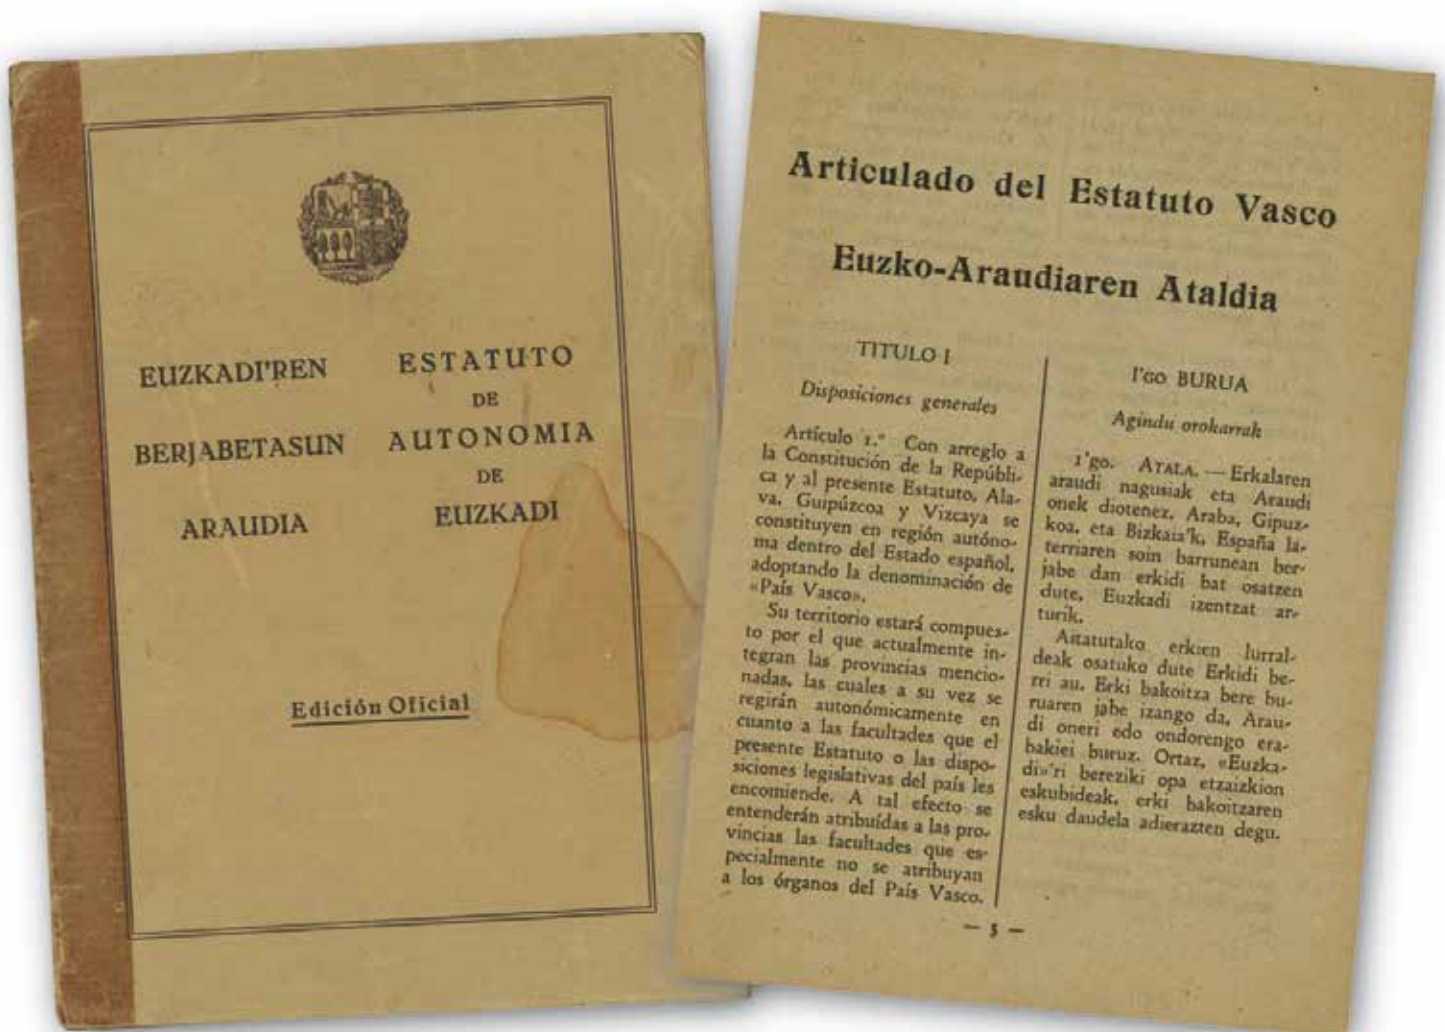 EUZKADI'REN
BERJABETASUN
ARAUDIA
ESTATUTO
DE
AUTONOMIA
DE
EUZKADI
Edición Oficial
Articulado del Estatuto Vasco
Euzko-Araudiaren Ataldia
TITULO I
Disposiciones generales
Artículo 1.º Con arreglo a
la Constitución de la Repúbli-
ca y al presente Estatuto, Ala-
va, Guipúzcoa y Vizcaya se
constituyen en región autóno-
ma dentro del Estado español,
adoptando la denominación de
«País Vasco».
Su territorio estará compues-
to por el que actualmente in-
tegran las provincias mencio-
nadas, las cuales a su vez se
regirán autonómicamente en
cuanto a las facultades que el
presente Estatuto o las dispo-
siciones legislativas del país les
encomiende. A tal efecto se
entenderán atribuídas a las pro-
vincias las facultades que es-
pecialmente no se atribuyan
a los órganos del País Vasco.
I'GO BURUA
Agindu orokarrak
1'go. ATALA. — Erkalaren
araudi nagusiak eta Araudi
onek diotenez, Araba, Gipuz-
koa, eta Bizkaia'k, España la-
terriaren soin barrunean ber-
jabe dan erkidi bat osatzen
dute, Euzkadi izentzat ar-
turik.
Aitatutako erkien lurral-
deak osatuko dute Erkidi be-
rri au. Erki bakoitza bere bu-
ruaren jabe izango da, Arau-
di oneri edo ondorengo era-
bakiei buruz. Ortaz, «Euzka-
di»'ri bereziki opa etzaizkion
eskubideak, erki bakoitzaren
esku daudela adierazten degu.
— 5 —